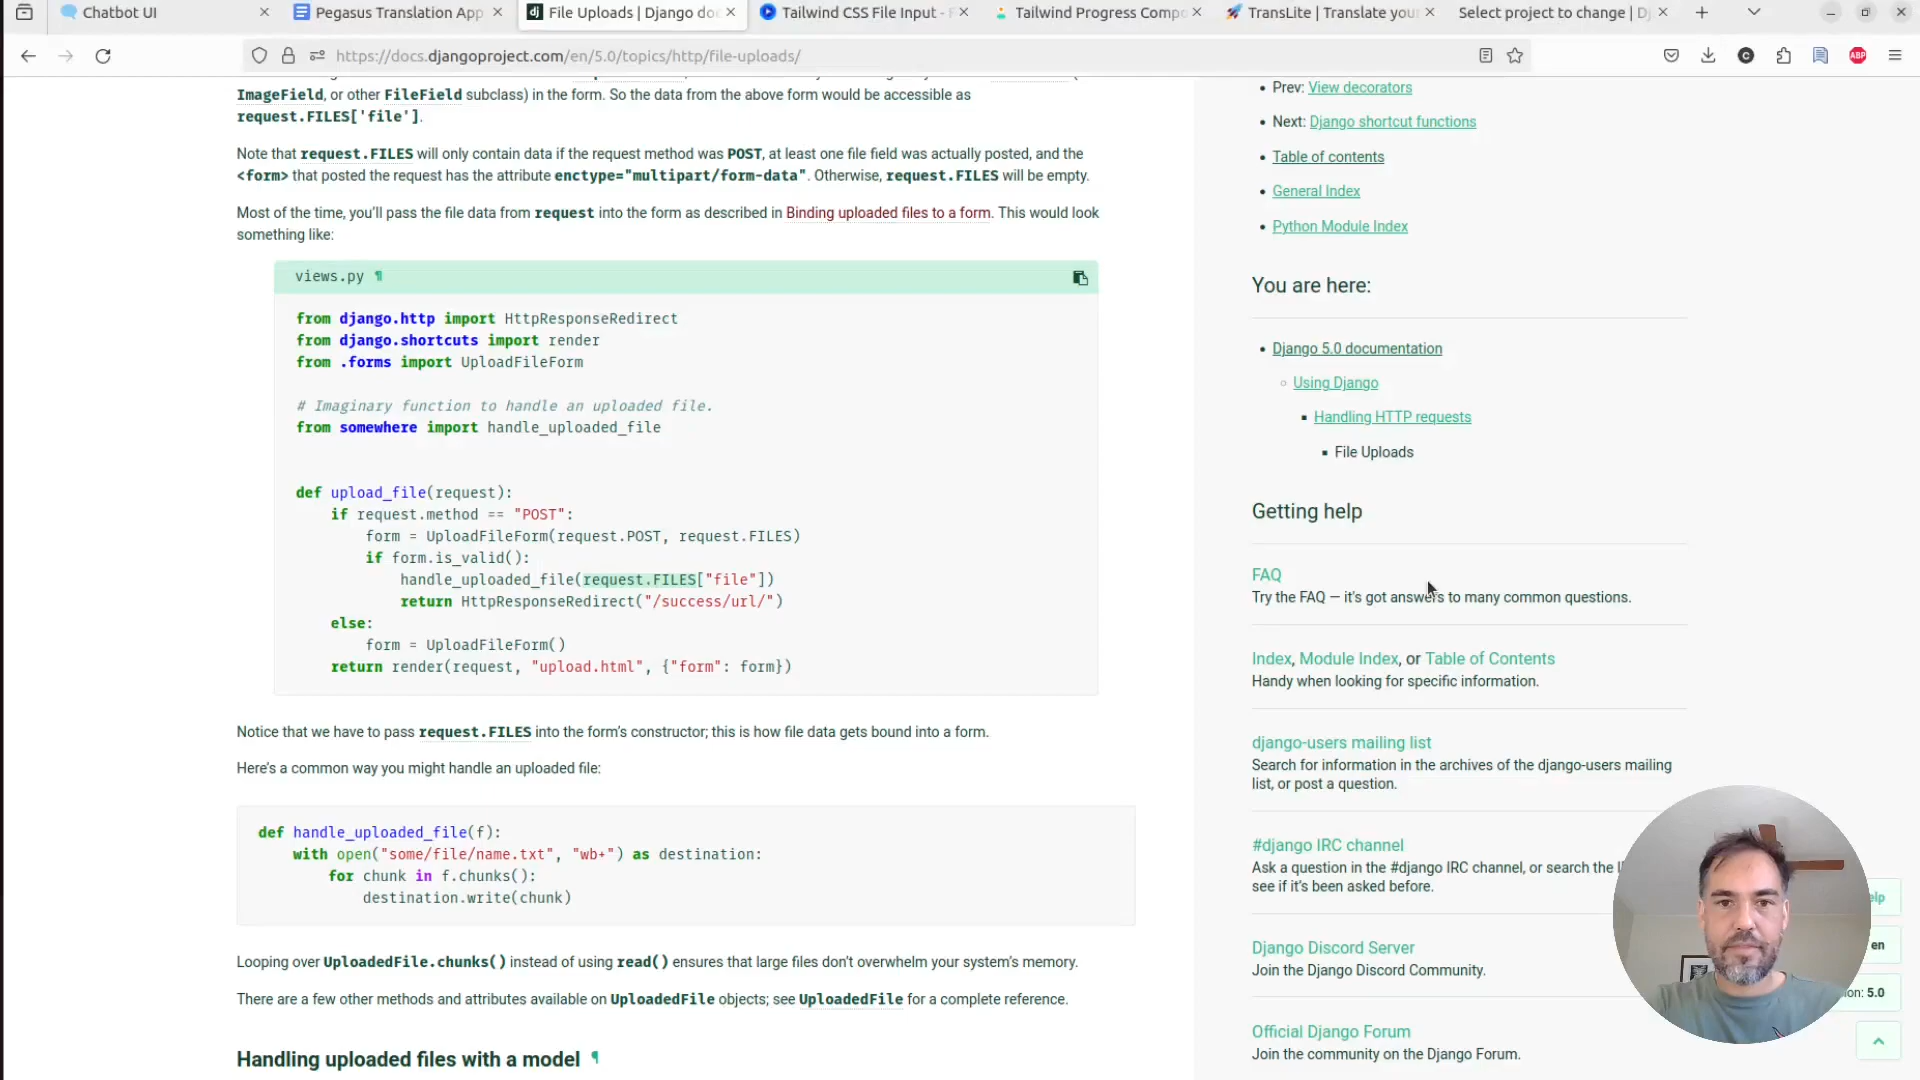 Chatbot UI
Pegasus Translation App
File Uploads | Django do
Tailwind CSS File Input -
Tailwind Progress Compo
TransLite | Translate your
Select project to change | Dj
https://docs.djangoproject.com/en/5.0/topics/http/file-uploads/
ABP
ImageField, or other FileField subclass) in the form. So the data from the above form would be accessible as
request.FILES['file'].
Note that request.FILES will only contain data if the request method was POST, at least one file field was actually posted, and the
<form> that posted the request has the attribute enctype="multipart/form-data". Otherwise, request.FILES will be empty.
Most of the time, you'll pass the file data from request into the form as described in Binding uploaded files to a form. This would look
something like:
views.py ¶
from django.http import HttpResponseRedirect
from django.shortcuts import render
from .forms import UploadFileForm
# Imaginary function to handle an uploaded file.
from somewhere import handle_uploaded_file
def upload_file(request):
if request.method == "POST":
form = UploadFileForm(request.POST, request.FILES)
if form.is_valid():
handle_uploaded_file(request.FILES["file"])
return HttpResponseRedirect("/success/url/")
else:
form = UploadFileForm()
return render(request, "upload.html", {"form": form})
Notice that we have to pass request.FILES into the form's constructor; this is how file data gets bound into a form.
Here's a common way you might handle an uploaded file:
def handle_uploaded_file(f):
with open("some/file/name.txt", "wb+") as destination:
for chunk in f.chunks():
destination.write(chunk)
Looping over UploadedFile.chunks() instead of using read() ensures that large files don't overwhelm your system's memory.
There are a few other methods and attributes available on UploadedFile objects; see UploadedFile for a complete reference.
Handling uploaded files with a model ¶
Prev: View decorators
Next: Django shortcut functions
Table of contents
General Index
Python Module Index
You are here:
Django 5.0 documentation
Using Django
Handling HTTP requests
File Uploads
Getting help
FAQ
Try the FAQ — it's got answers to many common questions.
Index, Module Index, or Table of Contents
Handy when looking for specific information.
django-users mailing list
Search for information in the archives of the django-users mailing
list, or post a question.
#django IRC channel
Ask a question in the #django IRC channel, or search the I
see if it's been asked before.
Django Discord Server
Join the Django Discord Community.
Official Django Forum
Join the community on the Django Forum.
elp
en
ion: 5.0